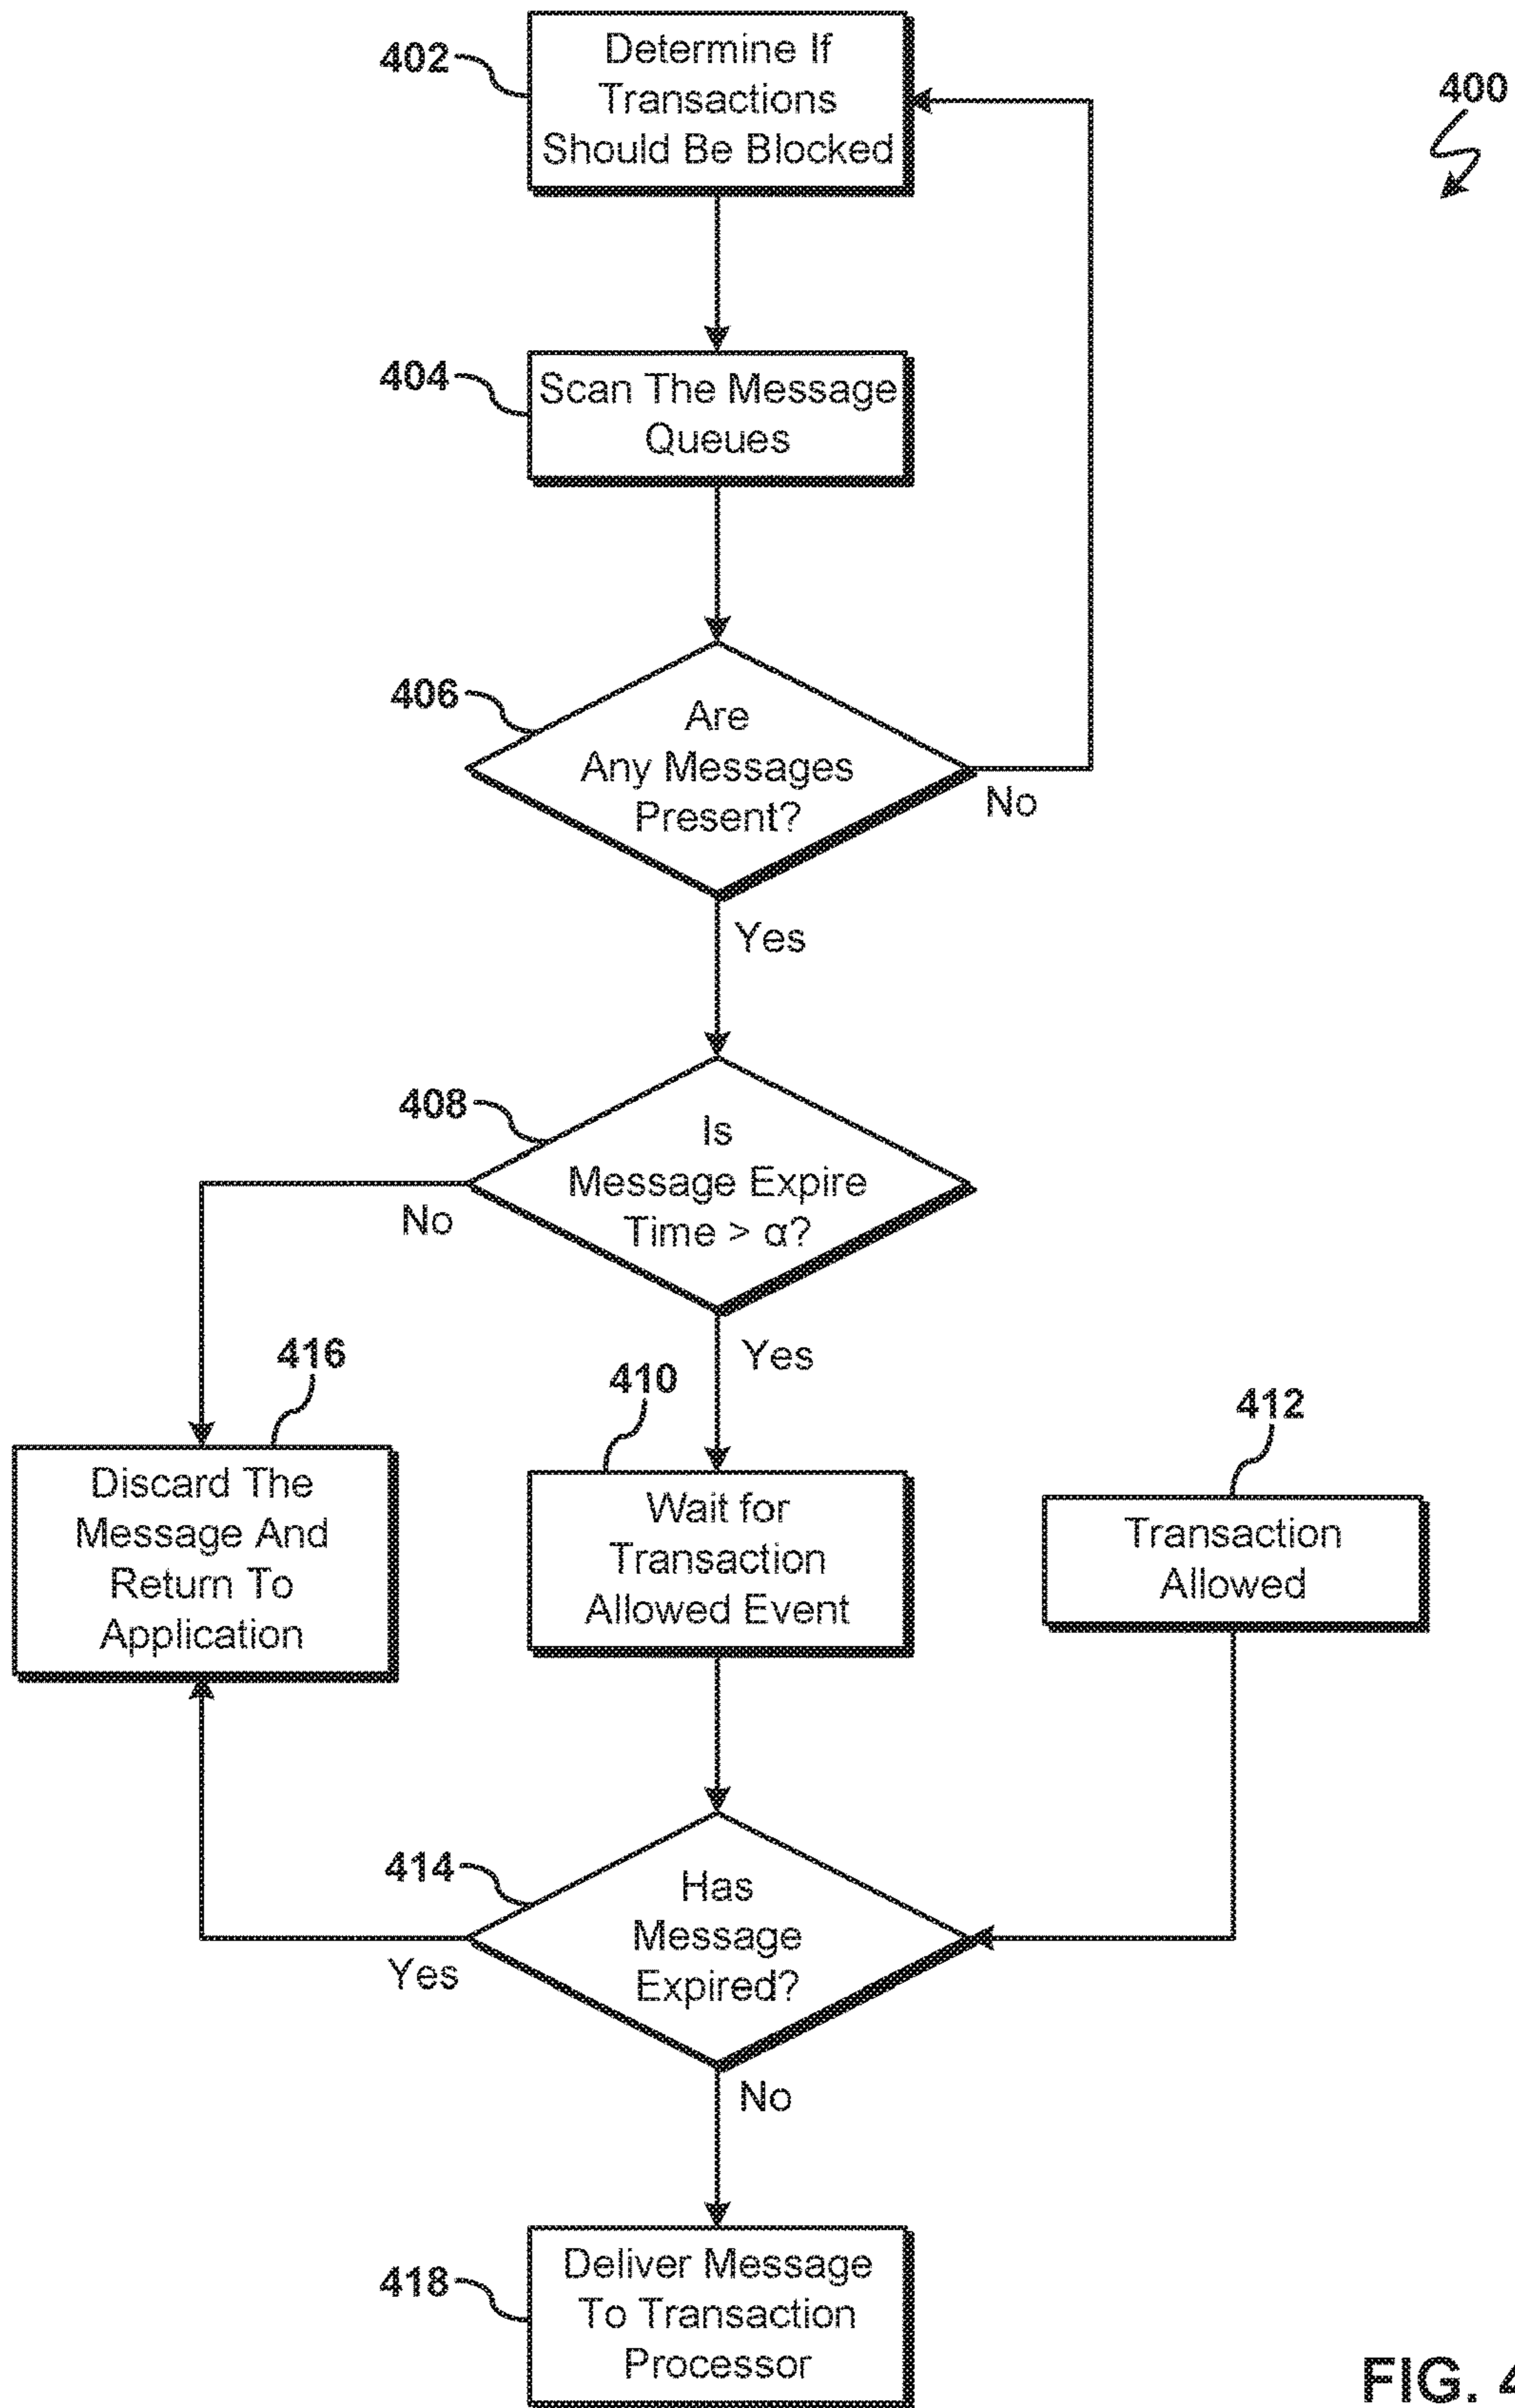 402
Determine If
Transactions
Should Be Blocked
400
404
Scan The Message
Queues
406
Are
Any Messages
Present?
No
Yes
408
Is
Message Expire
Time > α?
No
Yes
416
Discard The
Message And
Return To
Application
410
Wait for
Transaction
Allowed Event
412
Transaction
Allowed
414
Has
Message
Expired?
Yes
No
418
Deliver Message
To Transaction
Processor
FIG. 4